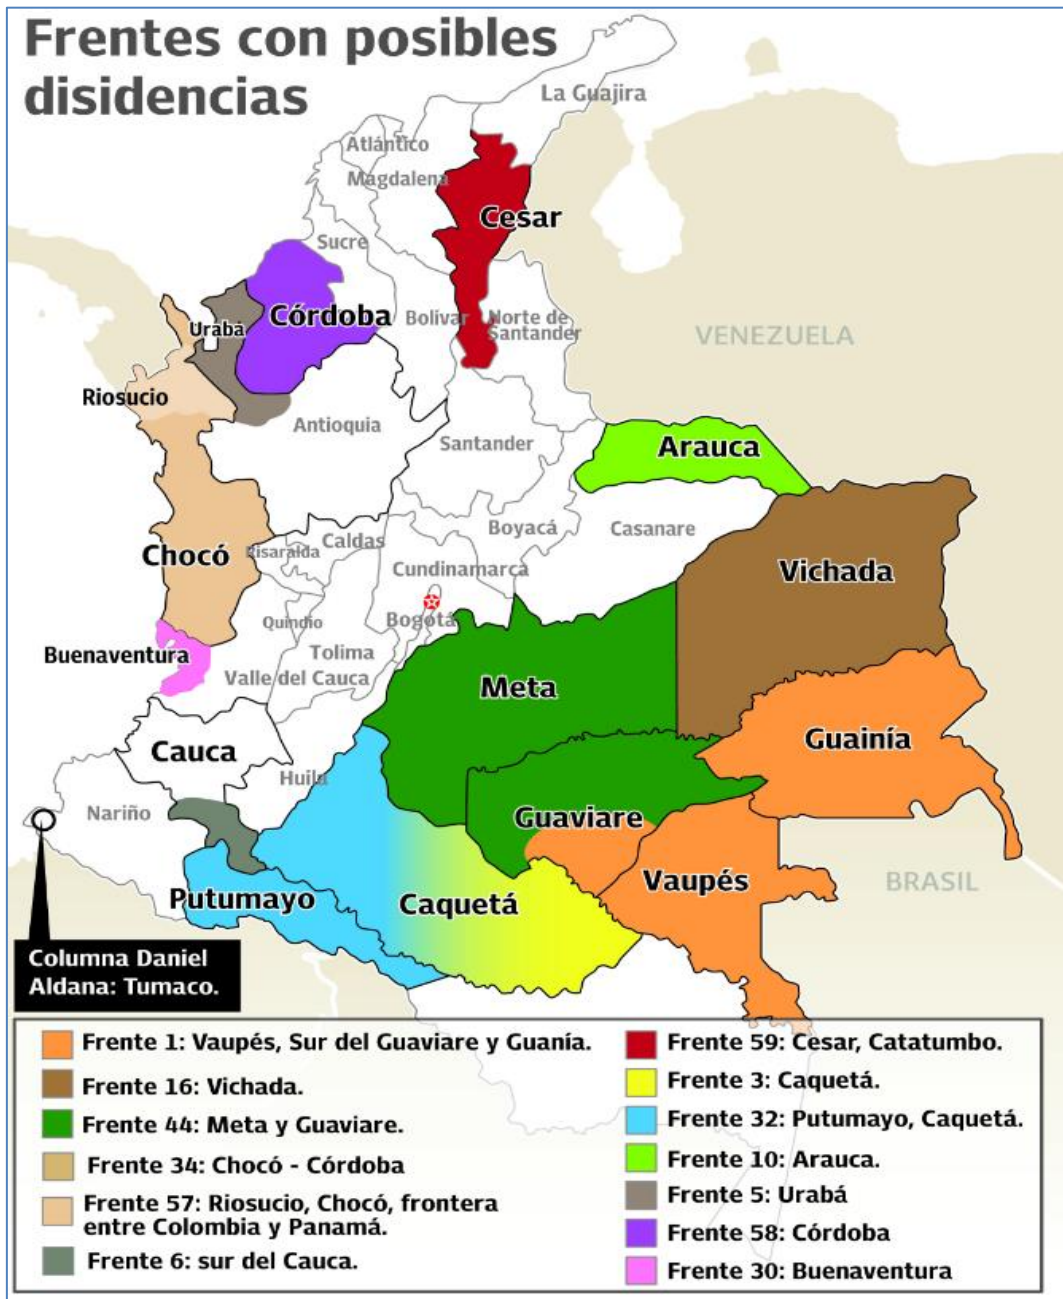 Frentes con posibles
disidencias
La Guajira
Atlántico
Magdalena
Cesar
Sucre
Córdoba
Bolivar
Norte de
Santander
VENEZUELA
Urabá
Riosucio
Antioquia
Santander
Arauca
Chocó
Risaralda
Caldas
Boyacá
Casanare
Cundinamarca
Vichada
Quindio
Bogotá
Buenaventura
Tolima
Valle del Cauca
Meta
Cauca
Guainía
Huila
Nariño
Guaviare
Putumayo
Caquetá
Vaupés
BRASIL
Columna Daniel
Aldana: Tumaco.
Frente 1: Vaupés, Sur del Guaviare y Guanía.
Frente 16: Vichada.
Frente 44: Meta y Guaviare.
Frente 34: Chocó - Córdoba
Frente 57: Riosucio, Chocó, frontera
entre Colombia y Panamá.
Frente 6: sur del Cauca.
Frente 59: Cesar, Catatumbo.
Frente 3: Caquetá.
Frente 32: Putumayo, Caquetá.
Frente 10: Arauca.
Frente 5: Urabá
Frente 58: Córdoba
Frente 30: Buenaventura